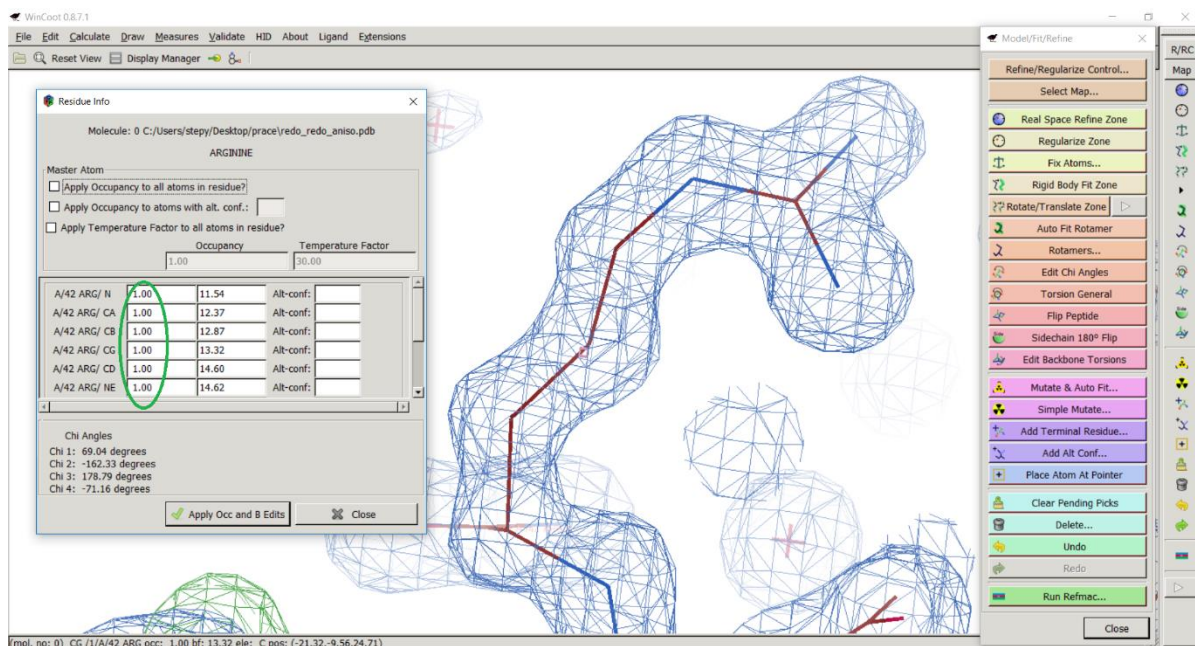 WinCoot 0.8.7.1
File Edit Calculate Draw Measures Validate HID About Ligand Extensions
Reset View Display Manager
Residue Info
Molecule: 0 C:/Users/stepy/Desktop/prace\redo_redo_aniso.pdb
ARGININE
Master Atom
Apply Occupancy to all atoms in residue?
Apply Occupancy to atoms with alt. conf.:
Apply Temperature Factor to all atoms in residue?
Occupancy Temperature Factor
1.00 30.00
A/42 ARG/ N 1.00 11.54 Alt-conf:
A/42 ARG/ CA 1.00 12.37 Alt-conf:
A/42 ARG/ CB 1.00 12.87 Alt-conf:
A/42 ARG/ CG 1.00 13.32 Alt-conf:
A/42 ARG/ CD 1.00 14.60 Alt-conf:
A/42 ARG/ NE 1.00 14.62 Alt-conf:
Chi Angles
Chi 1: 69.04 degrees
Chi 2: -162.33 degrees
Chi 3: 178.79 degrees
Chi 4: -71.16 degrees
Apply Occ and B Edits Close
Model/Fit/Refine
Refine/Regularize Control...
Select Map...
Real Space Refine Zone
Regularize Zone
Fix Atoms...
Rigid Body Fit Zone
Rotate/Translate Zone
Auto Fit Rotamer
Rotamers...
Edit Chi Angles
Torsion General
Flip Peptide
Sidechain 180º Flip
Edit Backbone Torsions
Mutate & Auto Fit...
Simple Mutate...
Add Terminal Residue...
Add Alt Conf...
Place Atom At Pointer
Clear Pending Picks
Delete...
Undo
Redo
Run Refmac...
Close
R/RC
Map
(mol. no: 0) CG /1/A/42 ARG occ: 1.00 bf: 13.32 ele: C pos: (-21.32,-9.56,24.71)